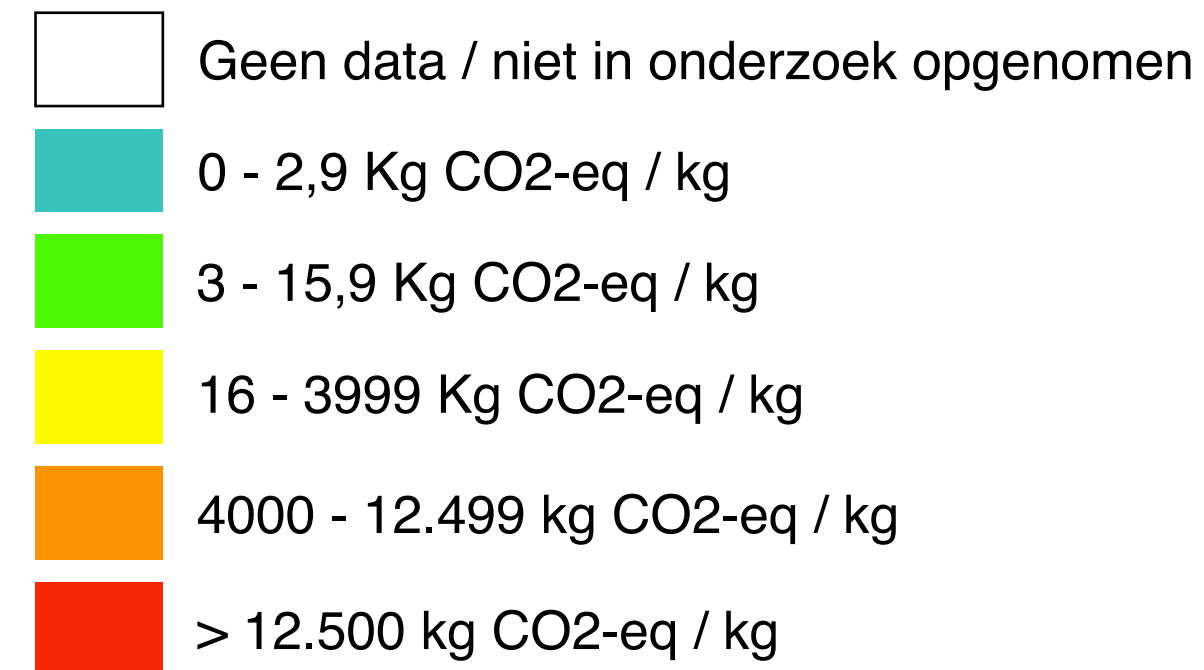 Geen data / niet in onderzoek opgenomen
0 - 2,9 Kg CO2-eq / kg
3 - 15,9 Kg CO2-eq / kg
16 - 3999 Kg CO2-eq / kg
4000 - 12.499 kg CO2-eq / kg
> 12.500 kg CO2-eq / kg